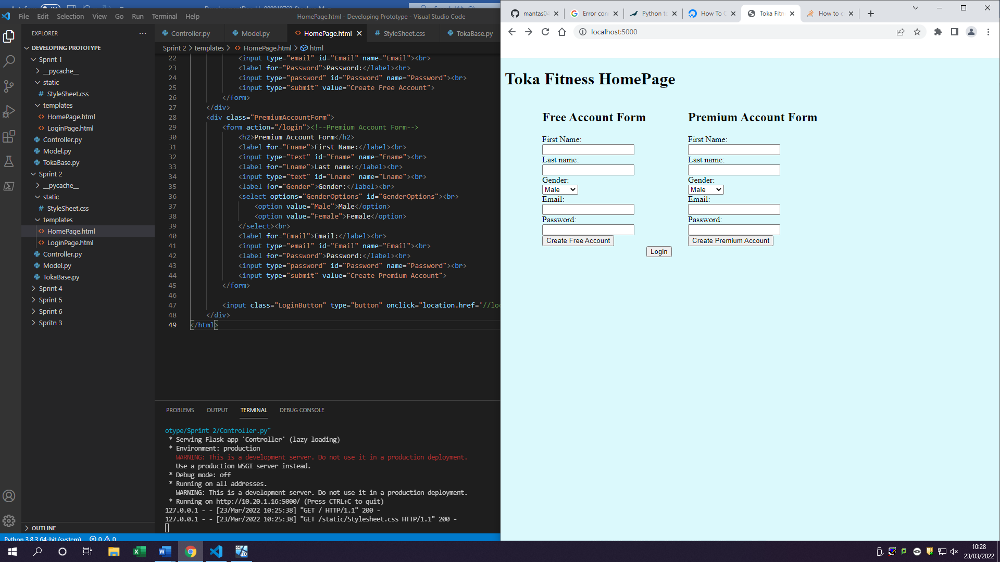 File Edit Selection View Go Run Terminal Help
HomePage.html - Developing Prototype - Visual Studio Code
EXPLORER
DEVELOPING PROTOTYPE
Sprint 1
__pycache__
static
# StyleSheet.css
templates
<> HomePage.html
<> LoginPage.html
Controller.py
Model.py
TokaBase.py
Sprint 2
__pycache__
static
# StyleSheet.css
templates
<> HomePage.html
<> LoginPage.html
Controller.py
Model.py
TokaBase.py
Sprint 4
Sprint 5
Sprint 6
Spritn 3
OUTLINE
Controller.py Model.py <> HomePage.html # StyleSheet.css TokaBase.py
Sprint 2 > templates > <> HomePage.html > html
22 <input type="email" id="Email" name="Email"><br>
23 <label for="Password">Password:</label><br>
24 <input type="password" id="Password" name="Password"><br>
25 <input type="submit" value="Create Free Account">
26 </form>
27 </div>
28 <div class="PremiumAccountForm">
29 <form action="/login"><!--Premium Account Form-->
30 <h2>Premium Account Form</h2>
31 <label for="Fname">First Name:</label><br>
32 <input type="text" id="Fname" name="Fname"><br>
33 <label for="Lname">Last name:</label><br>
34 <input type="text" id="Lname" name="Lname"><br>
35 <label for="Gender">Gender:</label><br>
36 <select options="GenderOptions" id="GenderOptions"><br>
37 <option value="Male">Male</option>
38 <option value="Female">Female</option>
39 </select><br>
40 <label for="Email">Email:</label><br>
41 <input type="email" id="Email" name="Email"><br>
42 <label for="Password">Password:</label><br>
43 <input type="password" id="Password" name="Password"><br>
44 <input type="submit" value="Create Premium Account">
45 </form>
46
47 <input class="LoginButton" type="button" onclick="location.href='//lo
48 </div>
49 </html>
PROBLEMS OUTPUT TERMINAL DEBUG CONSOLE
otype/Sprint 2/Controller.py"
* Serving Flask app 'Controller' (lazy loading)
* Environment: production
WARNING: This is a development server. Do not use it in a production deployment.
Use a production WSGI server instead.
* Debug mode: off
* Running on all addresses.
WARNING: This is a development server. Do not use it in a production deployment.
* Running on http://10.20.1.16:5000/ (Press CTRL+C to quit)
127.0.0.1 - - [23/Mar/2022 10:25:38] "GET / HTTP/1.1" 200 -
127.0.0.1 - - [23/Mar/2022 10:25:38] "GET /static/Stylesheet.css HTTP/1.1" 200 -
Python 3.8.3 64-bit (system) 0 0
mantas04 Error con Python to How To C Toka Fitn How to c
localhost:5000
Toka Fitness HomePage
Free Account Form
First Name:
Last name:
Gender:
Male
Email:
Password:
Create Free Account
Premium Account Form
First Name:
Last name:
Gender:
Male
Email:
Password:
Create Premium Account
Login
10:28
23/03/2022